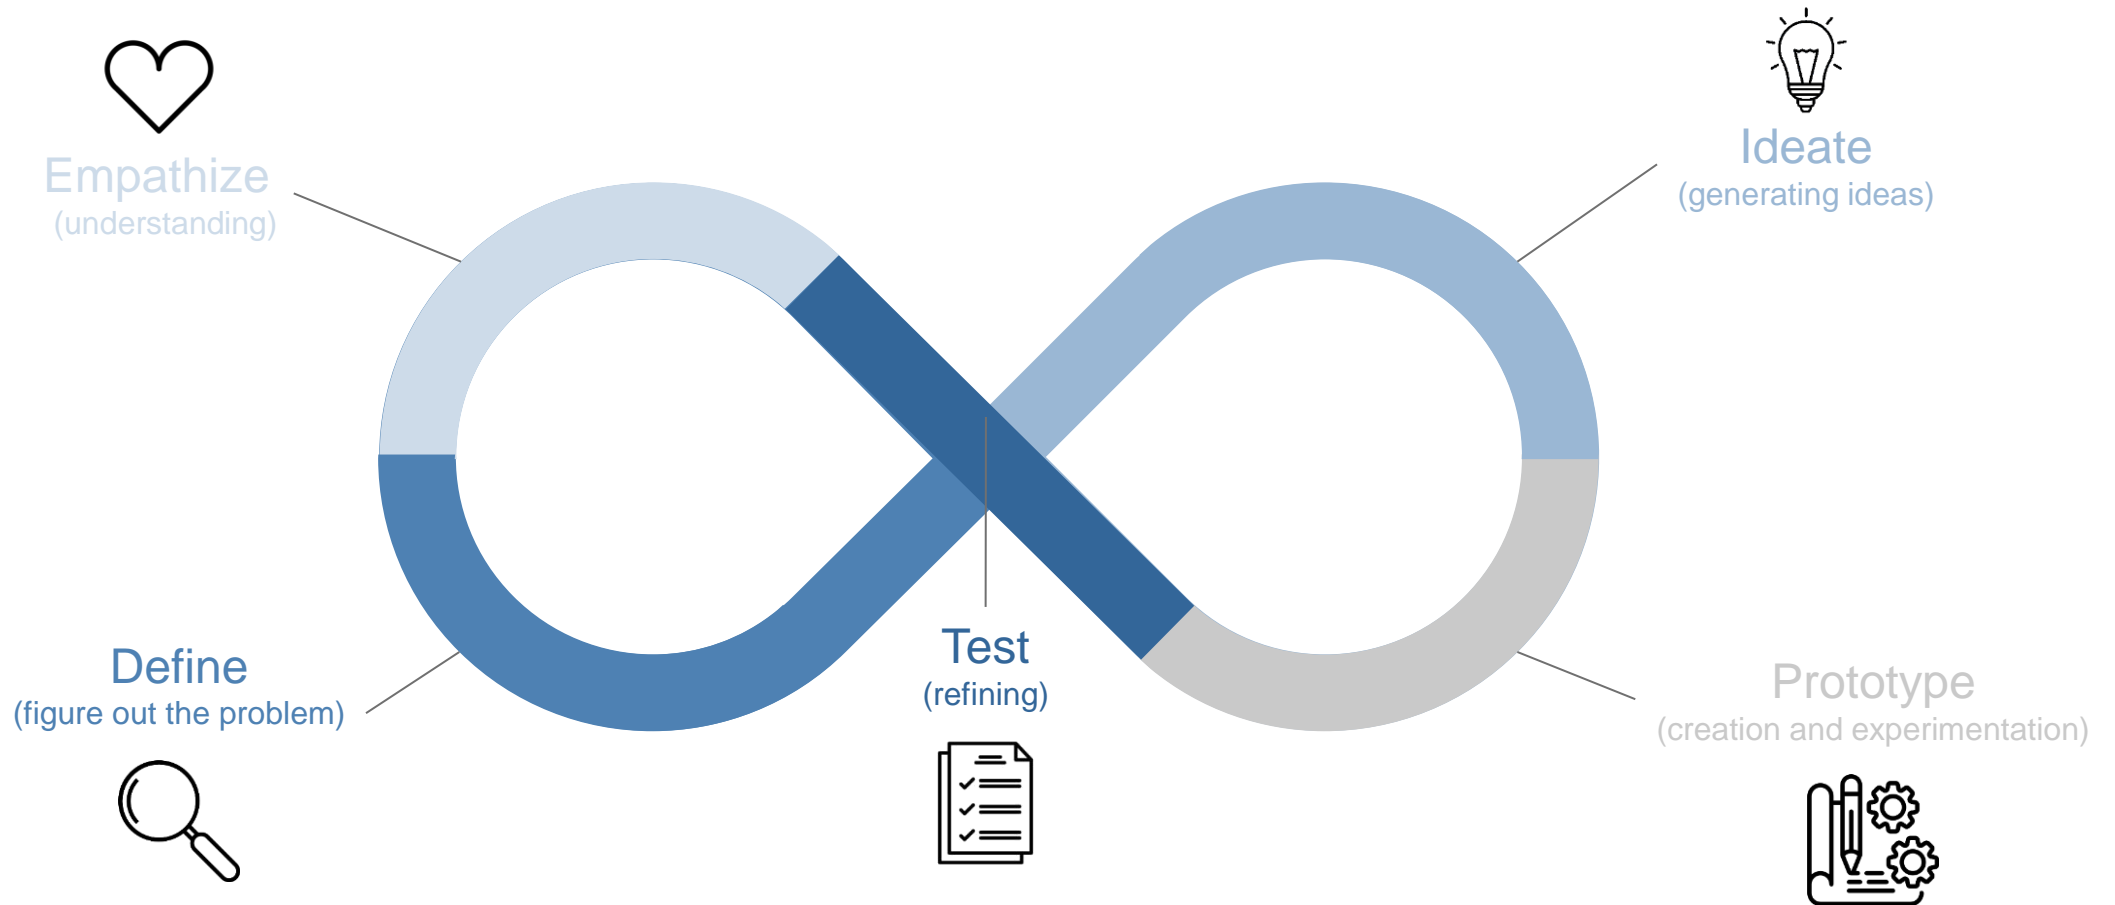 Empathize
(understanding)
Define
(figure out the problem)
Test
(refining)
Ideate
(generating ideas)
Prototype
(creation and experimentation)